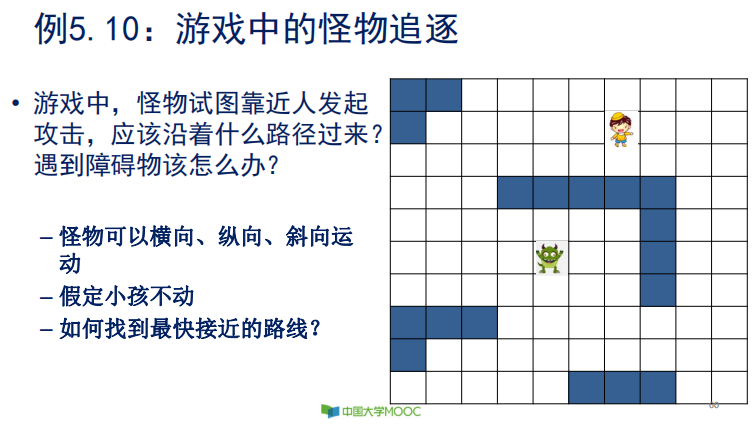 例5.10：游戏中的怪物追逐
• 游戏中，怪物试图靠近人发起
攻击，应该沿着什么路径过来？
遇到障碍物该怎么办？
– 怪物可以横向、纵向、斜向运
动
– 假定小孩不动
– 如何找到最快接近的路线？
中国大学MOOC